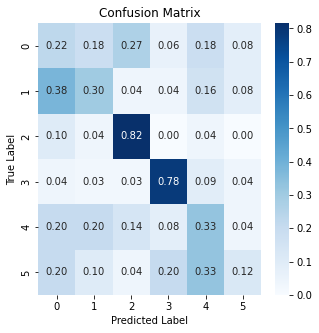 Confusion Matrix
0 0.22 0.18 0.27 0.06 0.18 0.08
1 0.38 0.30 0.04 0.04 0.16 0.08
2 0.10 0.04 0.82 0.00 0.04 0.00
3 0.04 0.03 0.03 0.78 0.09 0.04
4 0.20 0.20 0.14 0.08 0.33 0.04
5 0.20 0.10 0.04 0.20 0.33 0.12
0 1 2 3 4 5
True Label
Predicted Label
0.8
0.7
0.6
0.5
0.4
0.3
0.2
0.1
0.0